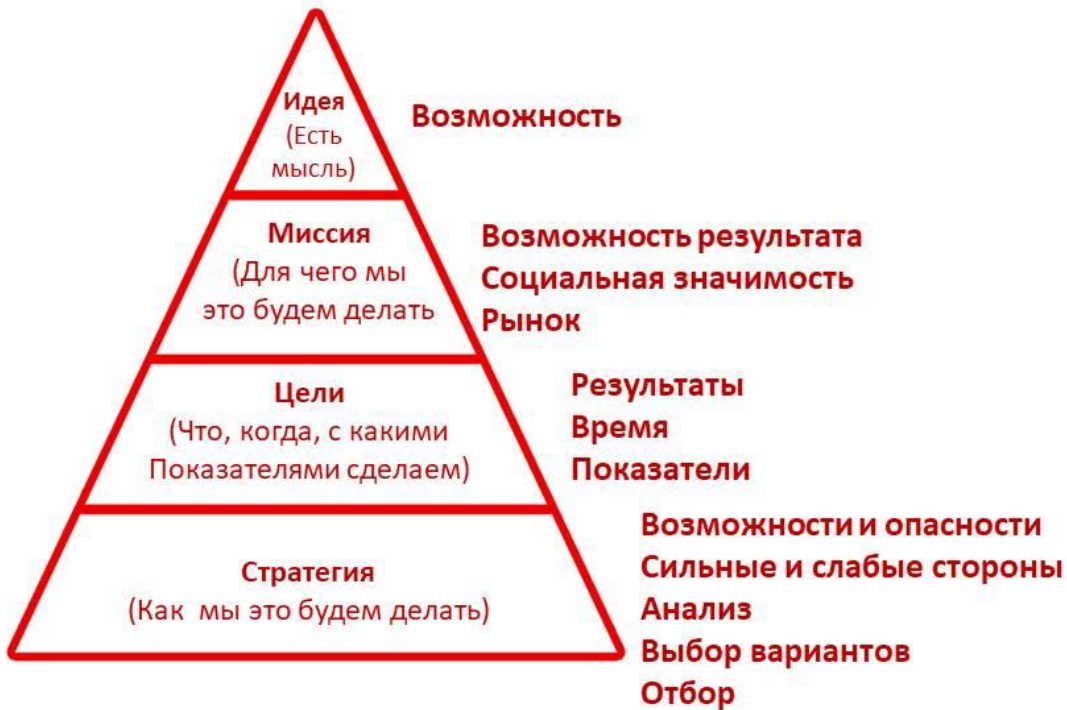 Идея
(Есть
мысль)
Возможность
Миссия
(Для чего мы
это будем делать
Возможность результата
Социальная значимость
Рынок
Цели
(Что, когда, с какими
Показателями сделаем)
Результаты
Время
Показатели
Стратегия
(Как мы это будем делать)
Возможности и опасности
Сильные и слабые стороны
Анализ
Выбор вариантов
Отбор